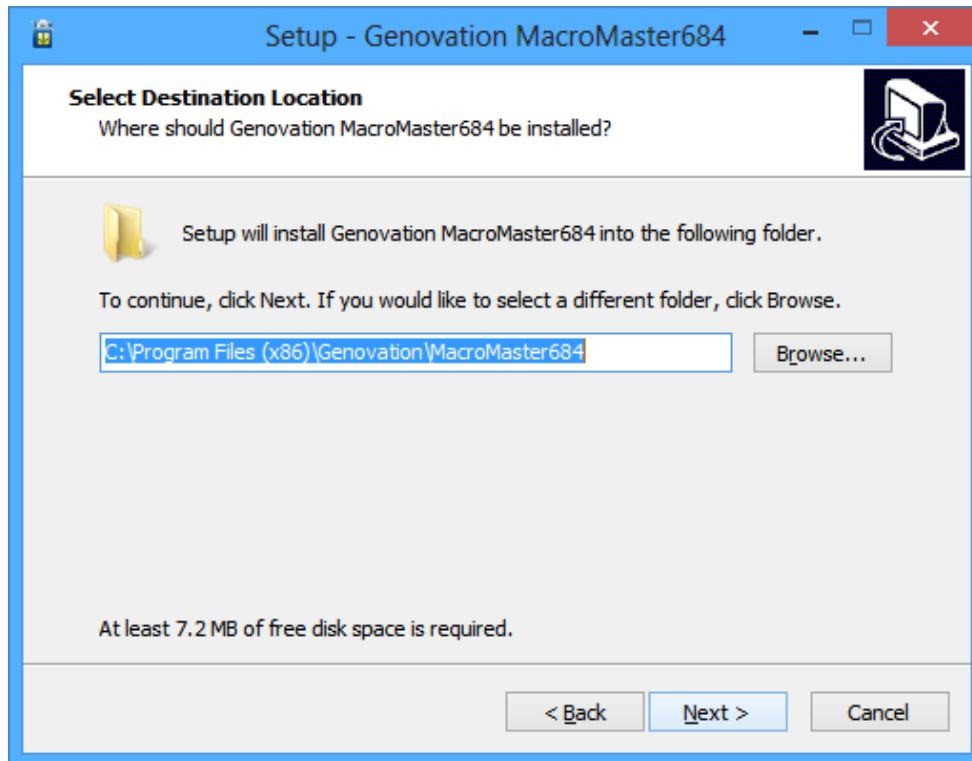 Setup - Genovation MacroMaster684
Select Destination Location
Where should Genovation MacroMaster684 be installed?
Setup will install Genovation MacroMaster684 into the following folder.
To continue, click Next. If you would like to select a different folder, click Browse.
C:\Program Files (x86)\Genovation\MacroMaster684
Browse...
At least 7.2 MB of free disk space is required.
< Back
Next >
Cancel